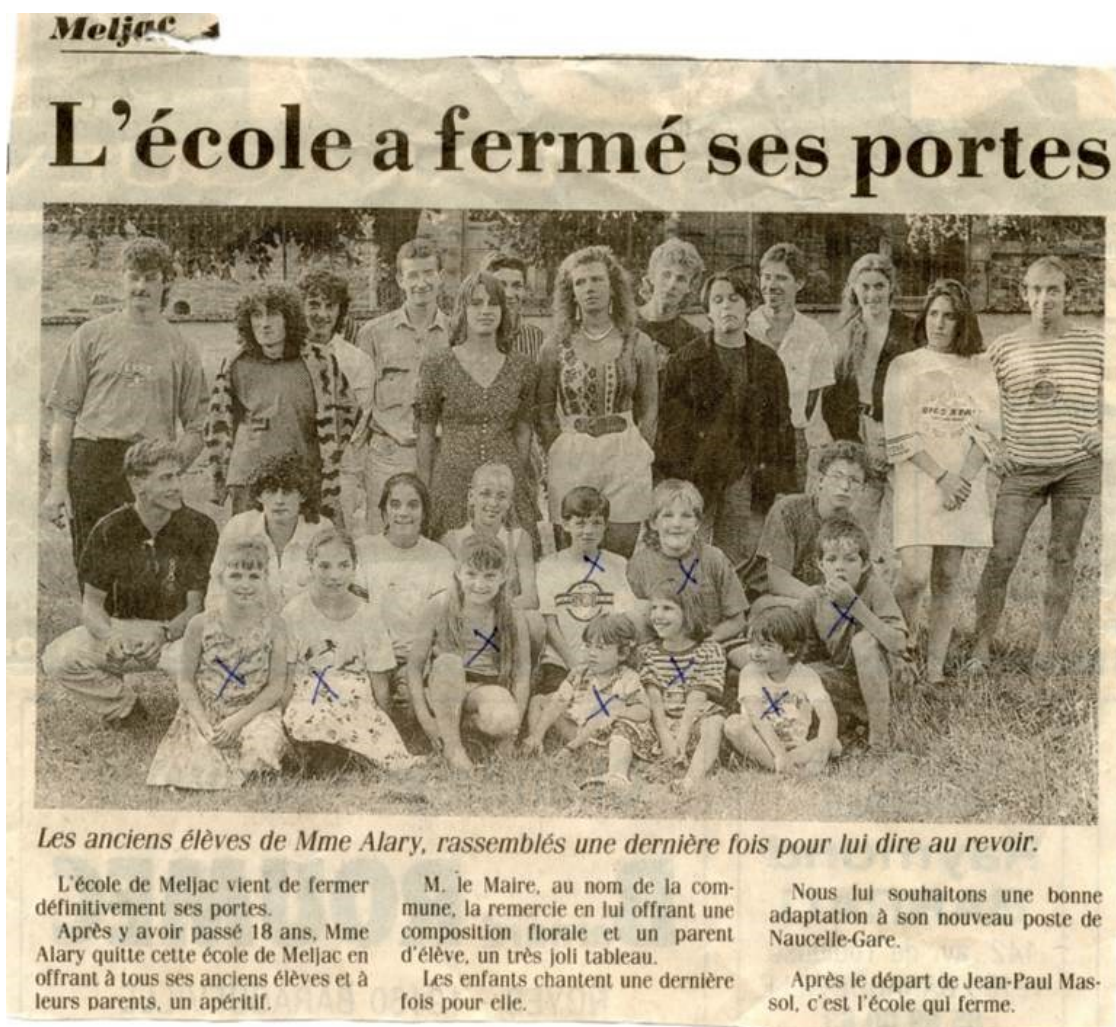 Meljac
L'école a fermé ses portes
Les anciens élèves de Mme Alary, rassemblés une dernière fois pour lui dire au revoir.
L'école de Meljac vient de fermer
définitivement ses portes.
Après y avoir passé 18 ans, Mme
Alary quitte cette école de Meljac en
offrant à tous ses anciens élèves et à
leurs parents, un apéritif.
M. le Maire, au nom de la com-
mune, la remercie en lui offrant une
composition florale et un parent
d'élève, un très joli tableau.
Les enfants chantent une dernière
fois pour elle.
Nous lui souhaitons une bonne
adaptation à son nouveau poste de
Naucelle-Gare.
Après le départ de Jean-Paul Mas-
sol, c'est l'école qui ferme.